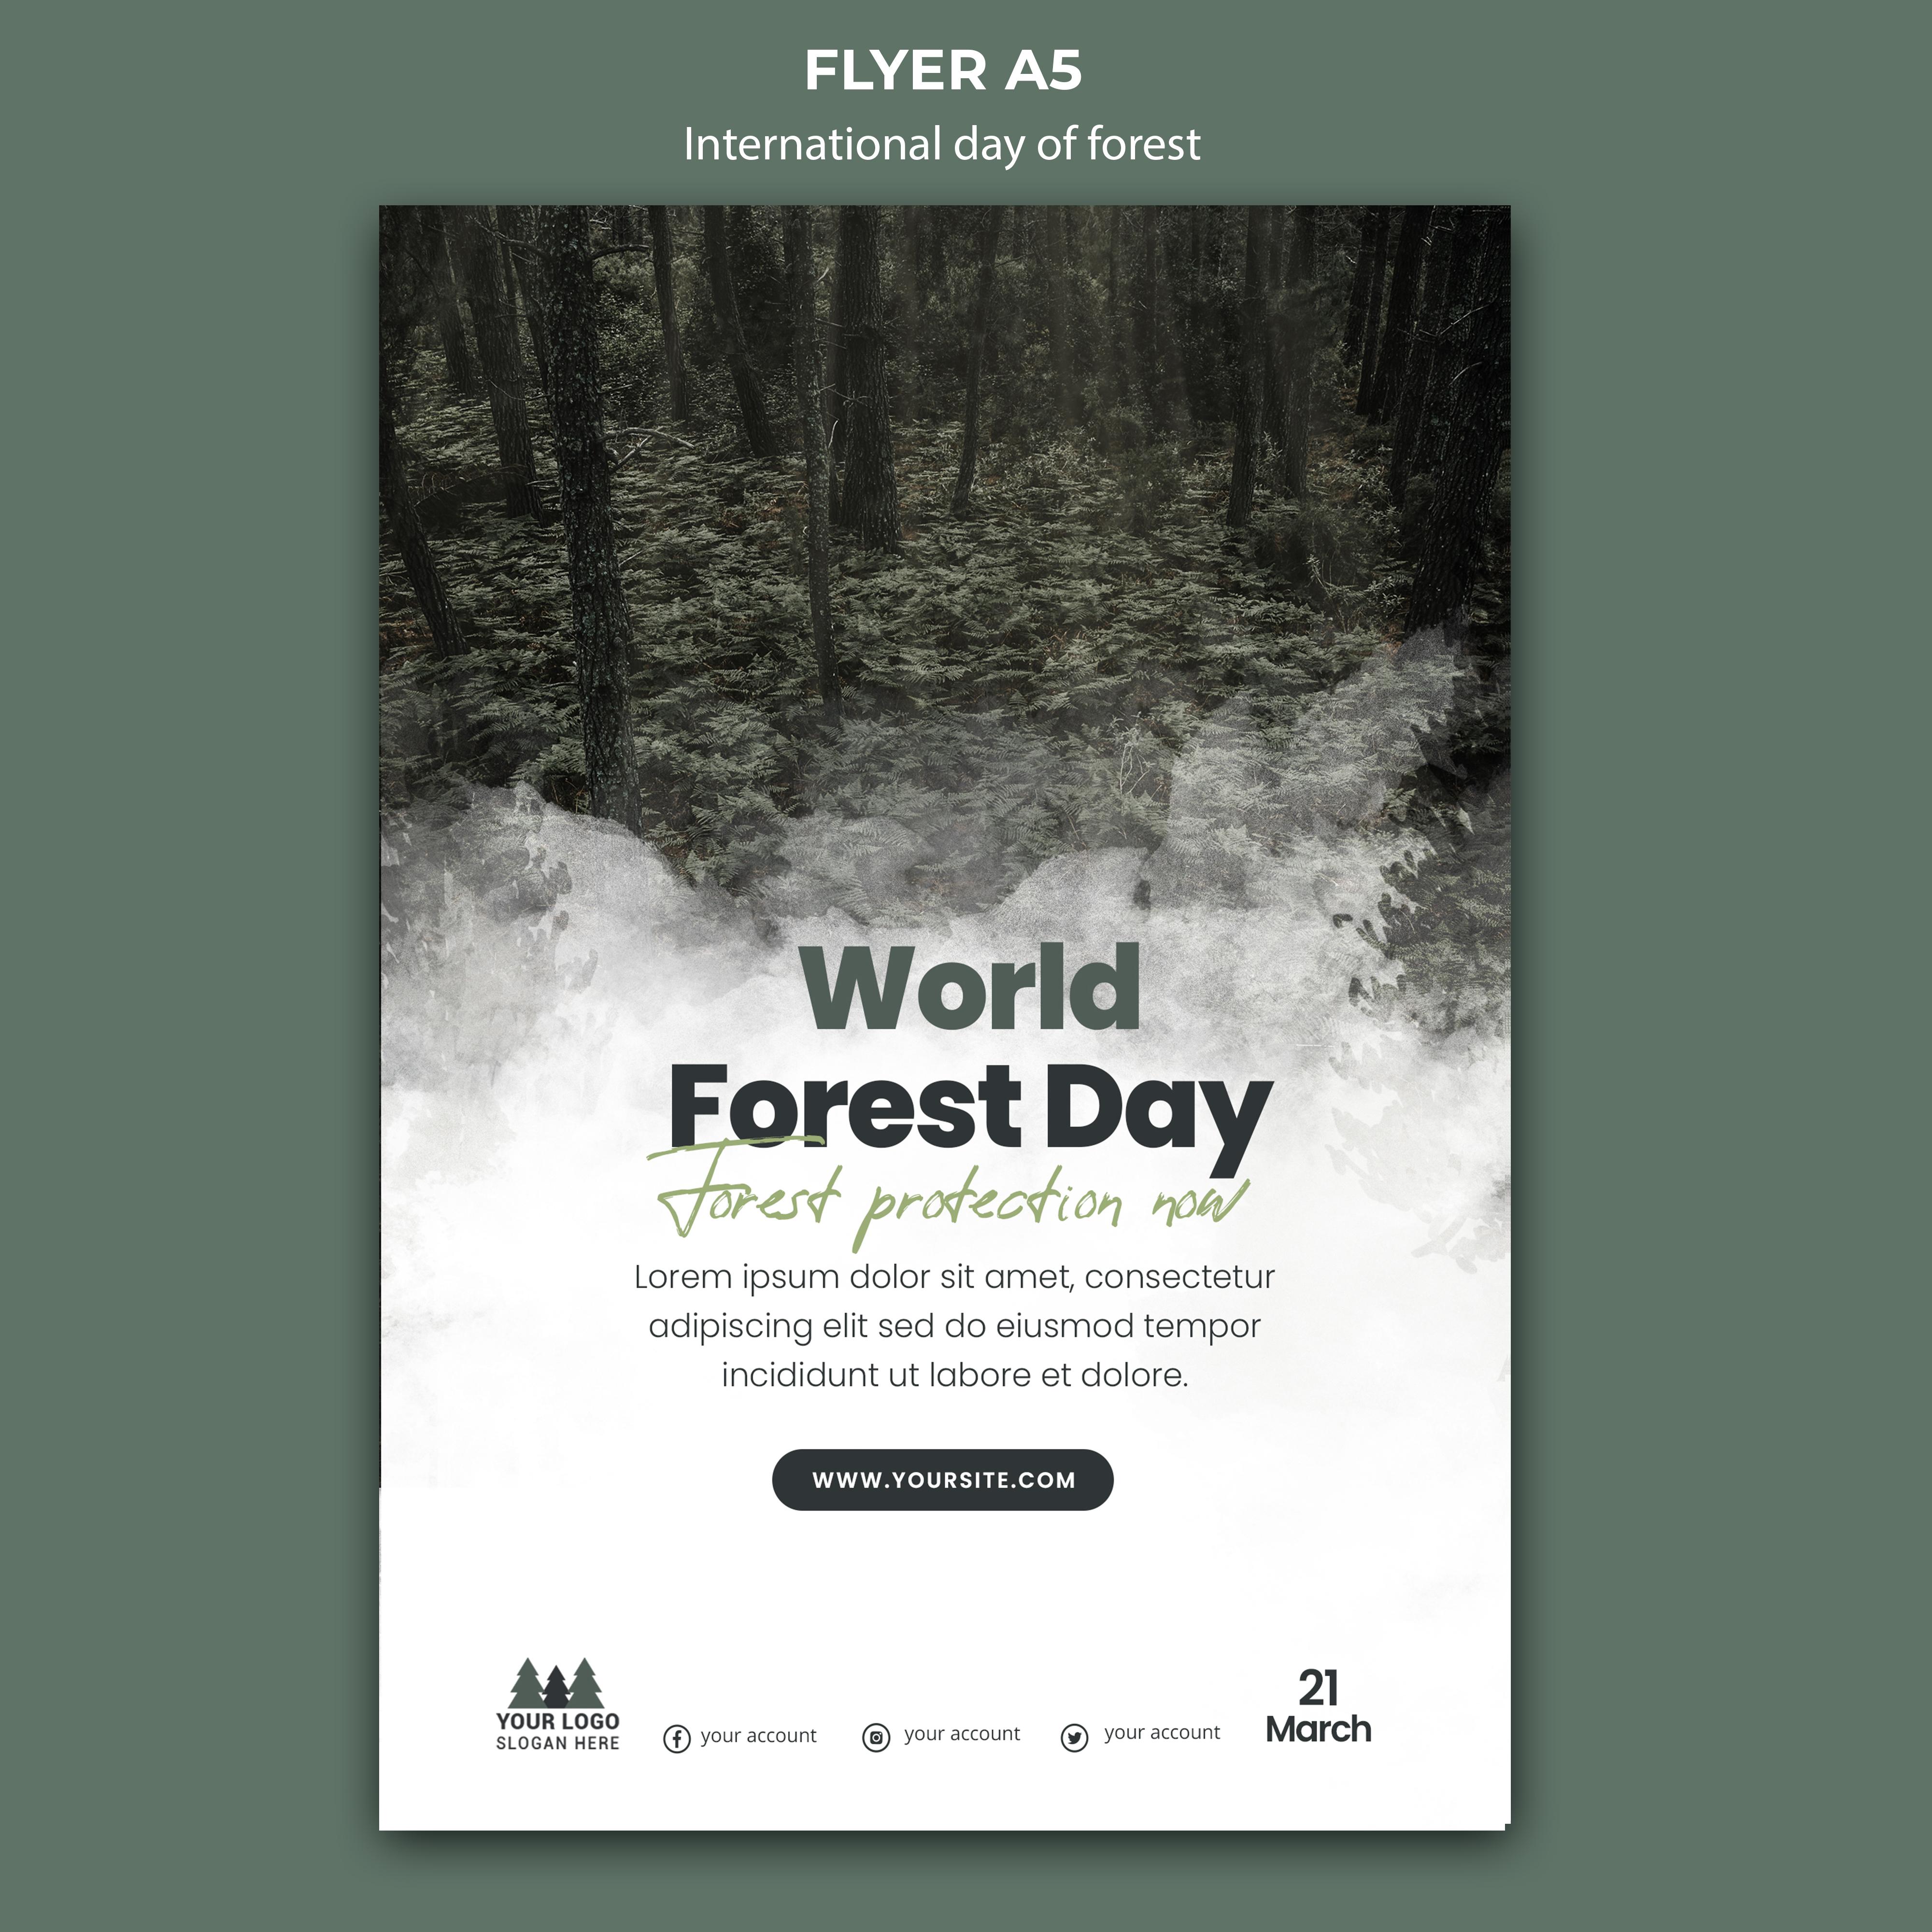 FLYER A5
International day of forest
World
Forest Day
Forest protection now
Lorem ipsum dolor sit amet, consectetur
adipiscing elit sed do eiusmod tempor
incididunt ut labore et dolore.
WWW.YOURSITE.COM
YOUR LOGO
SLOGAN HERE
your account
your account
your account
21
March